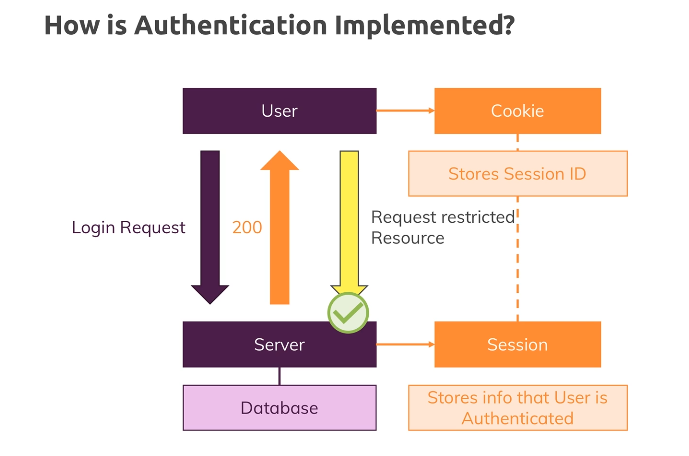 How is Authentication Implemented?
User
Cookie
Stores Session ID
Login Request
200
Request restricted
Resource
Server
Session
Database
Stores info that User is
Authenticated